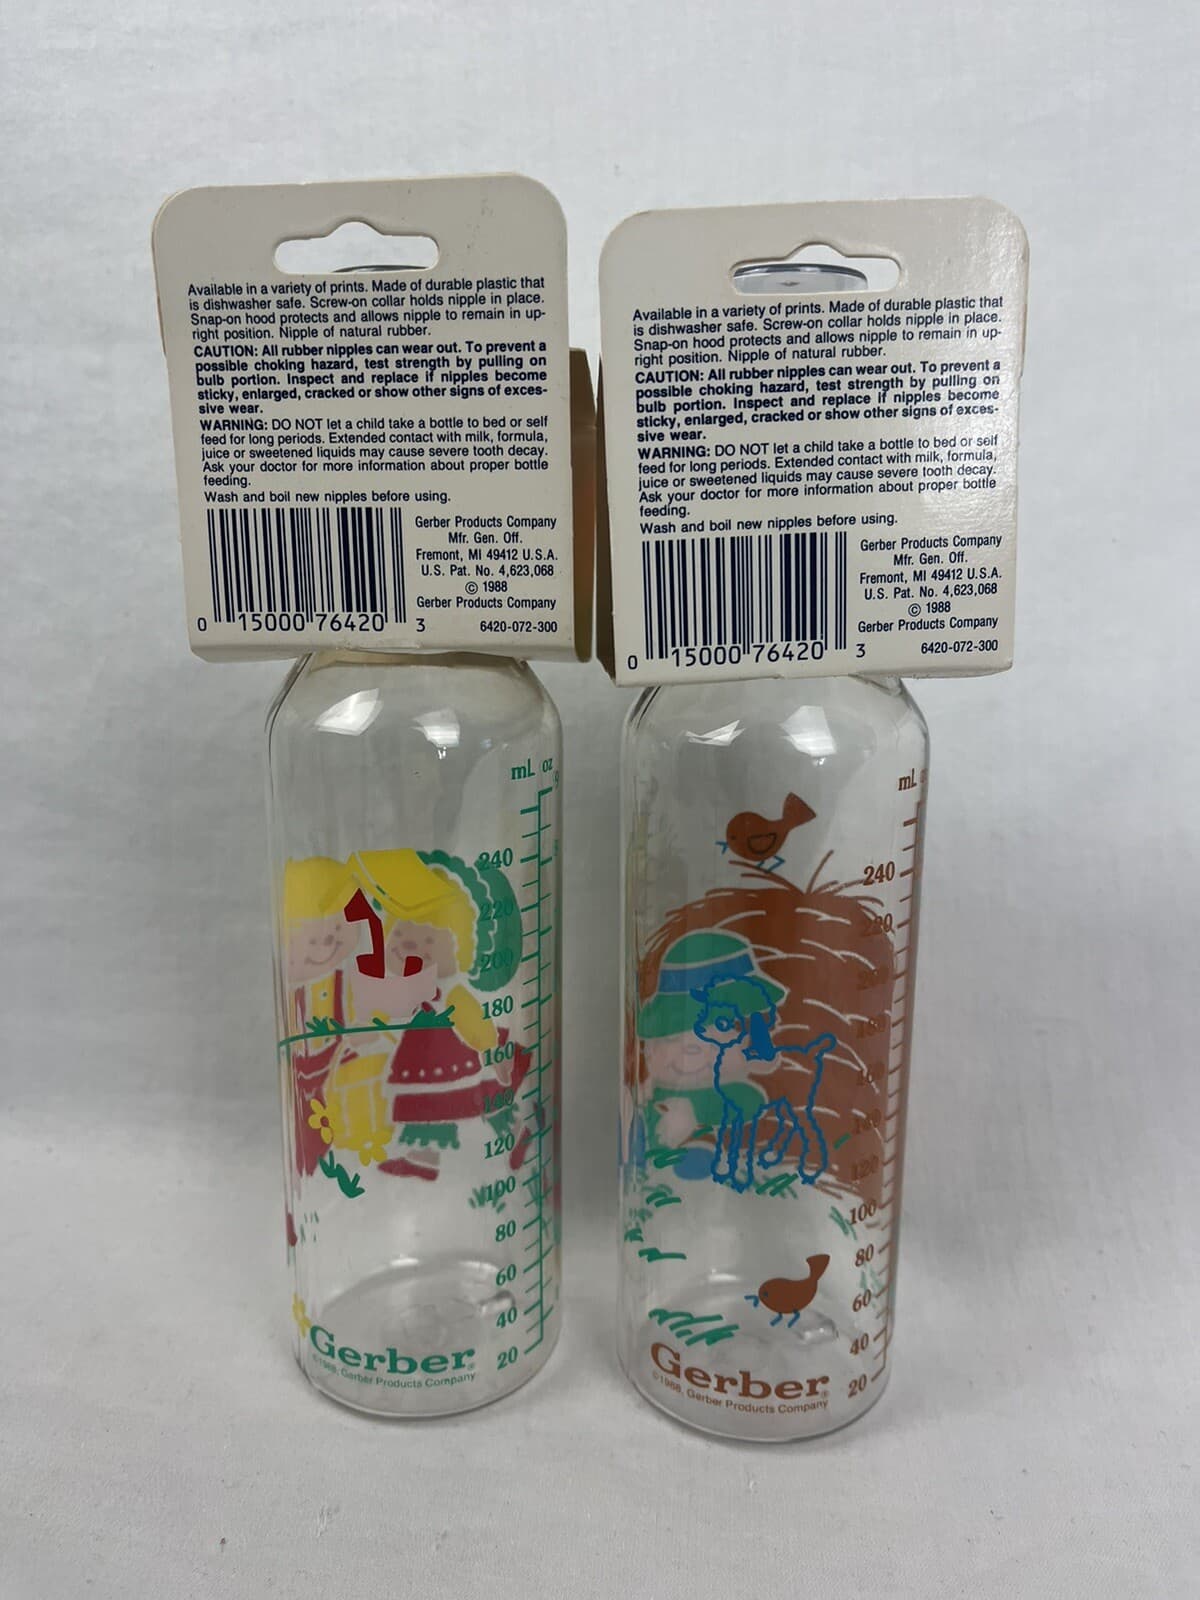 Available in a variety of prints. Made of durable plastic that
is dishwasher safe. Screw-on collar holds nipple in place.
Snap-on hood protects and allows nipple to remain in up-
right position. Nipple of natural rubber.
CAUTION: All rubber nipples can wear out. To prevent a
possible choking hazard, test strength by pulling on
bulb portion. Inspect and replace if nipples become
sticky, enlarged, cracked or show other signs of exces-
sive wear.
WARNING: DO NOT let a child take a bottle to bed or self
feed for long periods. Extended contact with milk, formula,
juice or sweetened liquids may cause severe tooth decay.
Ask your doctor for more information about proper bottle
feeding.
Wash and boil new nipples before using.
Gerber Products Company
Mfr. Gen. Off.
Fremont, MI 49412 U.S.A.
U.S. Pat. No. 4,623,068
© 1988
Gerber Products Company
0 15000 76420 3
6420-072-300
mL oz
240
220
200
180
160
140
120
100
80
60
40
20
Gerber®
©1988, Gerber Products Company
Available in a variety of prints. Made of durable plastic that
is dishwasher safe. Screw-on collar holds nipple in place.
Snap-on hood protects and allows nipple to remain in up-
right position. Nipple of natural rubber.
CAUTION: All rubber nipples can wear out. To prevent a
possible choking hazard, test strength by pulling on
bulb portion. Inspect and replace if nipples become
sticky, enlarged, cracked or show other signs of exces-
sive wear.
WARNING: DO NOT let a child take a bottle to bed or self
feed for long periods. Extended contact with milk, formula,
juice or sweetened liquids may cause severe tooth decay.
Ask your doctor for more information about proper bottle
feeding.
Wash and boil new nipples before using.
Gerber Products Company
Mfr. Gen. Off.
Fremont, MI 49412 U.S.A.
U.S. Pat. No. 4,623,068
© 1988
Gerber Products Company
0 15000 76420 3
6420-072-300
mL
240
220
200
180
160
140
120
100
80
60
40
20
Gerber®
©1988, Gerber Products Company